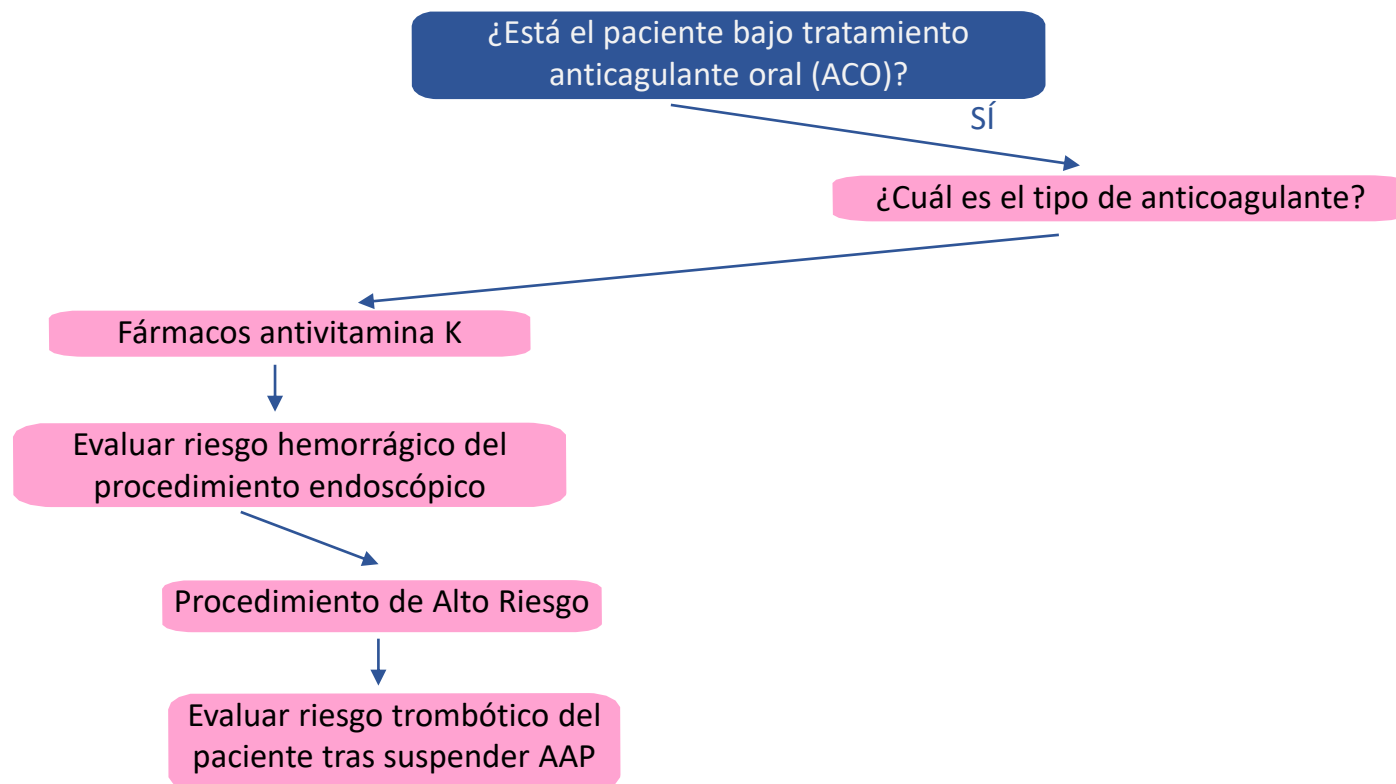 ¿Está el paciente bajo tratamiento
anticagulante oral (ACO)?
SÍ
¿Cuál es el tipo de anticoagulante?
Fármacos antivitamina K
Evaluar riesgo hemorrágico del
procedimiento endoscópico
Procedimiento de Alto Riesgo
Evaluar riesgo trombótico del
paciente tras suspender AAP